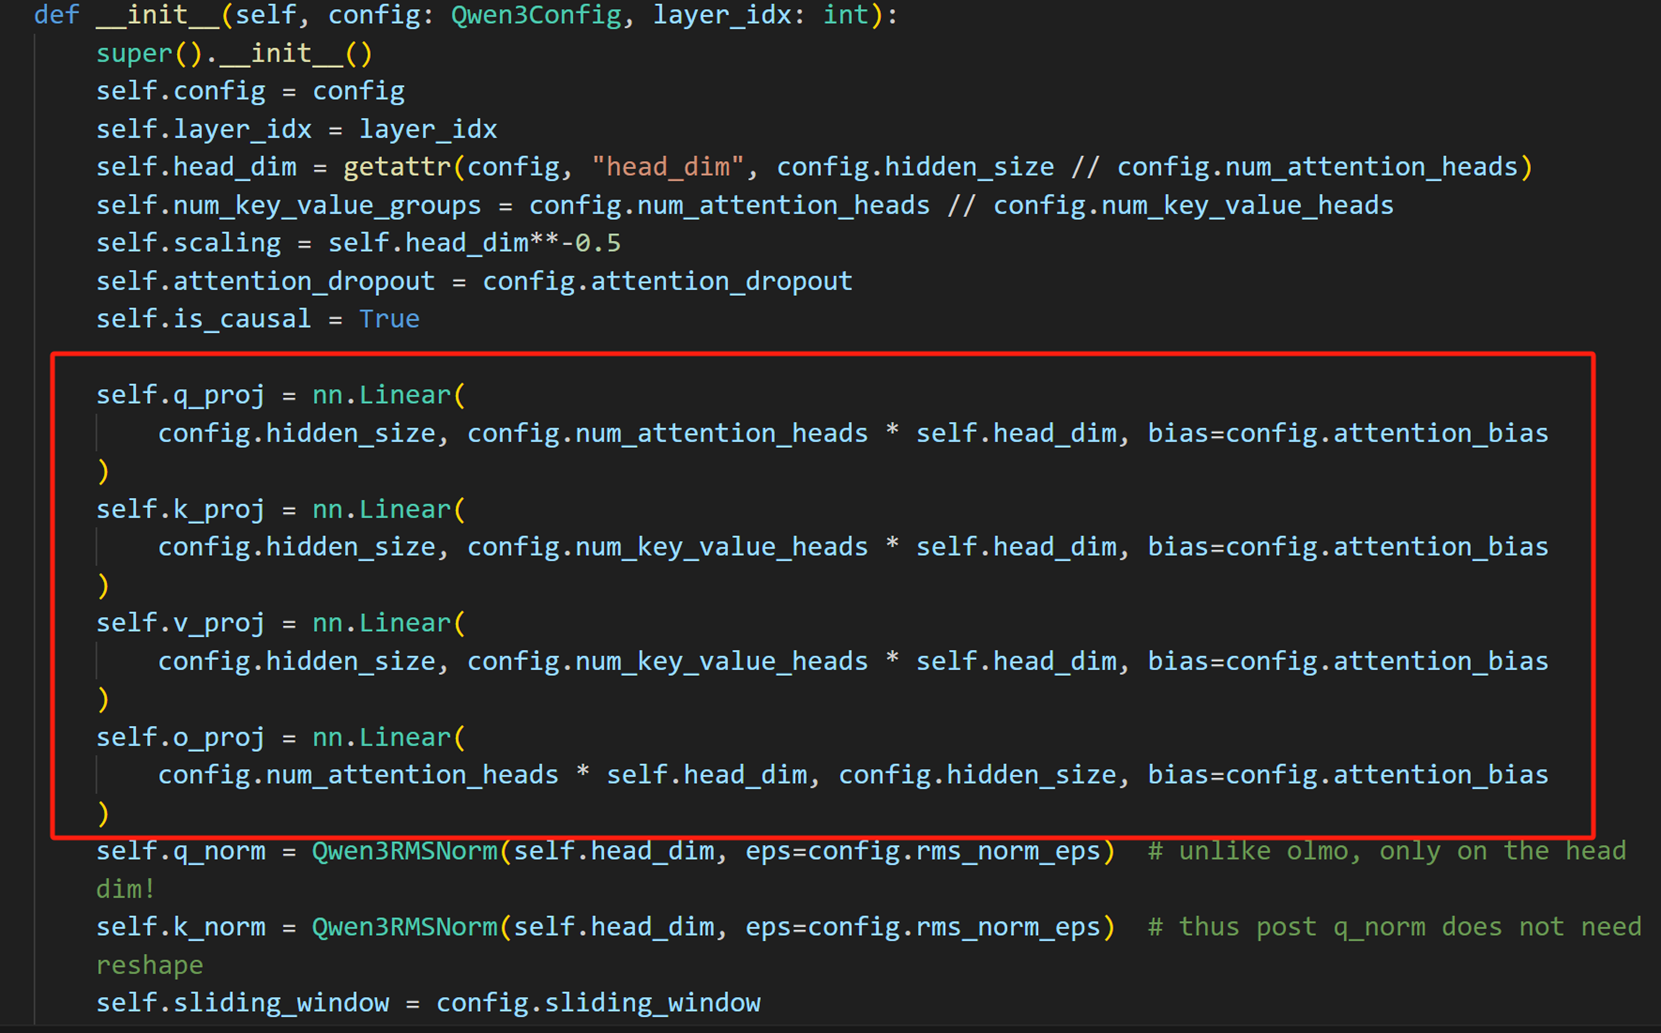 def __init__(self, config: Qwen3Config, layer_idx: int):
super().__init__()
self.config = config
self.layer_idx = layer_idx
self.head_dim = getattr(config, "head_dim", config.hidden_size // config.num_attention_heads)
self.num_key_value_groups = config.num_attention_heads // config.num_key_value_heads
self.scaling = self.head_dim**-0.5
self.attention_dropout = config.attention_dropout
self.is_causal = True
self.q_proj = nn.Linear(
config.hidden_size, config.num_attention_heads * self.head_dim, bias=config.attention_bias
)
self.k_proj = nn.Linear(
config.hidden_size, config.num_key_value_heads * self.head_dim, bias=config.attention_bias
)
self.v_proj = nn.Linear(
config.hidden_size, config.num_key_value_heads * self.head_dim, bias=config.attention_bias
)
self.o_proj = nn.Linear(
config.num_attention_heads * self.head_dim, config.hidden_size, bias=config.attention_bias
)
self.q_norm = Qwen3RMSNorm(self.head_dim, eps=config.rms_norm_eps)  # unlike olmo, only on the head
dim!
self.k_norm = Qwen3RMSNorm(self.head_dim, eps=config.rms_norm_eps)  # thus post q_norm does not need
reshape
self.sliding_window = config.sliding_window